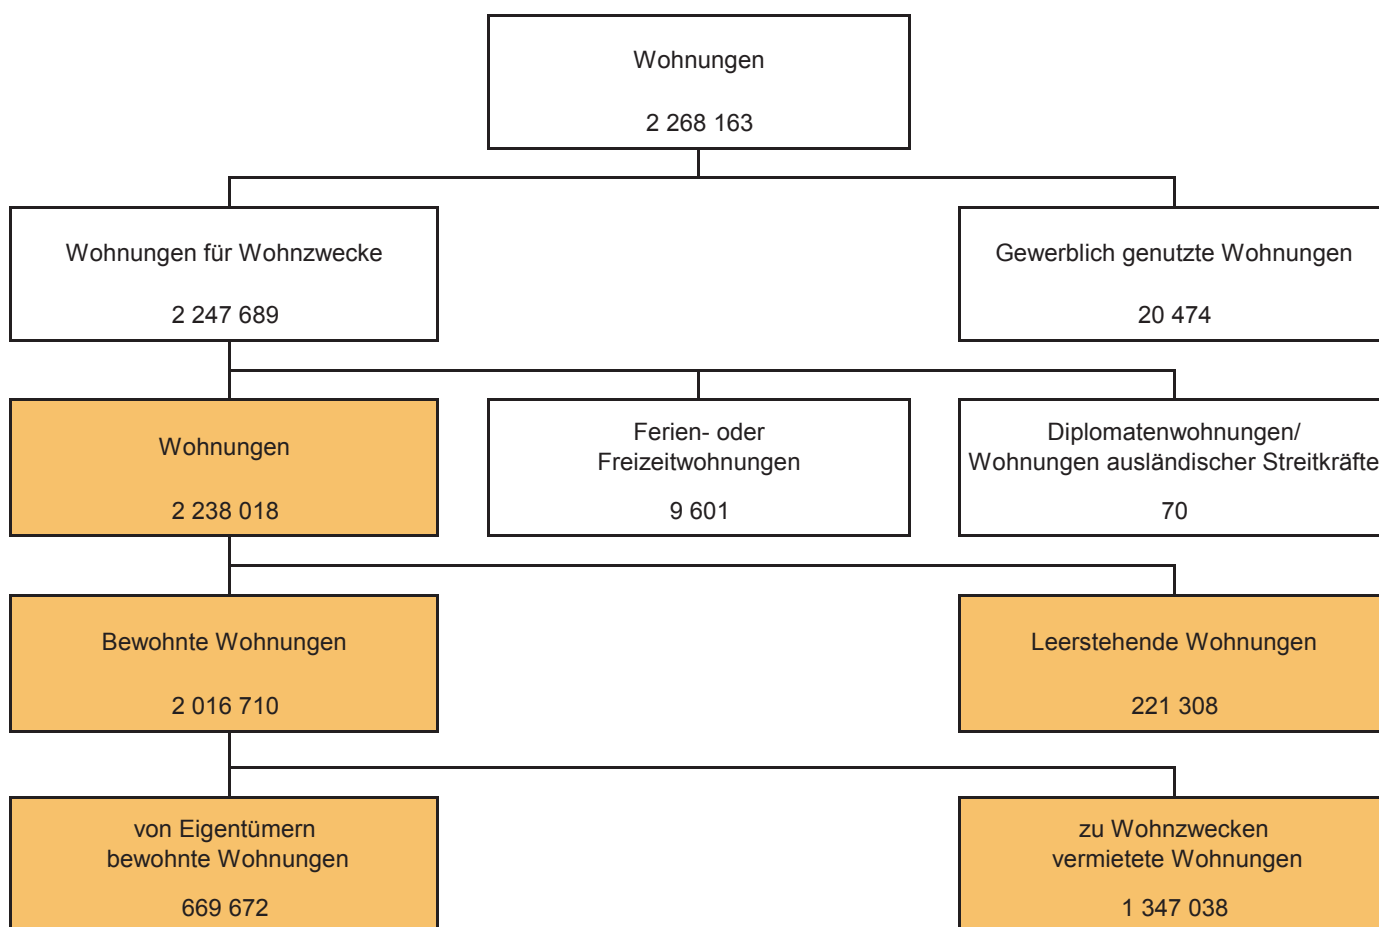 Wohnungen
2 268 163
Wohnungen für Wohnzwecke
2 247 689
Gewerblich genutzte Wohnungen
20 474
Wohnungen
2 238 018
Ferien- oder
Freizeitwohnungen
9 601
Diplomatenwohnungen/
Wohnungen ausländischer Streitkräfte
70
Bewohnte Wohnungen
2 016 710
Leerstehende Wohnungen
221 308
von Eigentümern
bewohnte Wohnungen
669 672
zu Wohnzwecken
vermietete Wohnungen
1 347 038